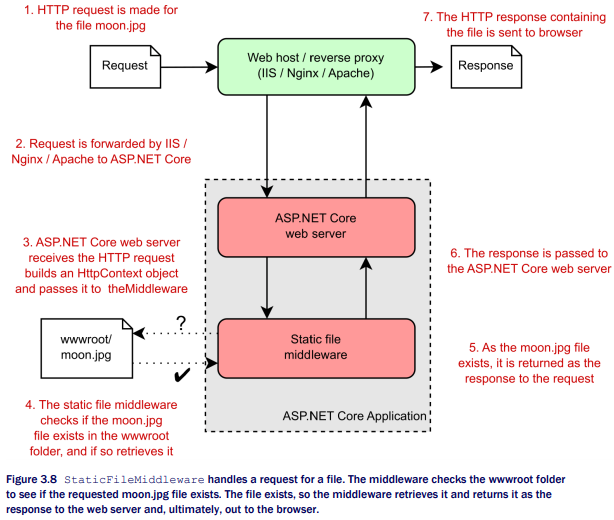 1. HTTP request is made for
the file moon.jpg
7. The HTTP response containing
the file is sent to browser
Request
Web host / reverse proxy
(IIS / Nginx / Apache)
Response
2. Request is forwarded by IIS /
Nginx / Apache to ASP.NET Core
ASP.NET Core
web server
3. ASP.NET Core web server
receives the HTTP request
builds an HttpContext object
and passes it to theMiddleware
6. The response is passed to
the ASP.NET Core web server
?
wwwroot/
moon.jpg
Static file
middleware
5. As the moon.jpg file
exists, it is returned as the
response to the request
4. The static file middleware
checks if the moon.jpg
file exists in the wwwroot
folder, and if so retrieves it
ASP.NET Core Application
Figure 3.8 StaticFileMiddleware handles a request for a file. The middleware checks the wwwroot folder
to see if the requested moon.jpg file exists. The file exists, so the middleware retrieves it and returns it as the
response to the web server and, ultimately, out to the browser.